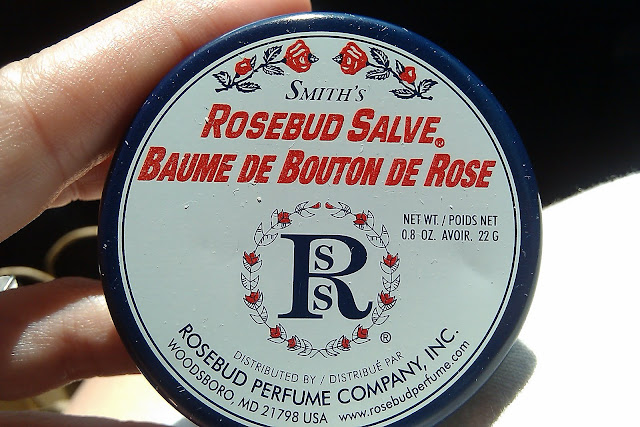 SMITH'S
ROSEBUD SALVE®
BAUME DE BOUTON DE ROSE
NET WT. / POIDS NET
0.8 OZ. AVOIR. 22 G
R
S
S
®
DISTRIBUTED BY / DISTRIBUÉ PAR
ROSEBUD PERFUME COMPANY, INC.
WOODSBORO, MD 21798 USA www.rosebudperfume.com